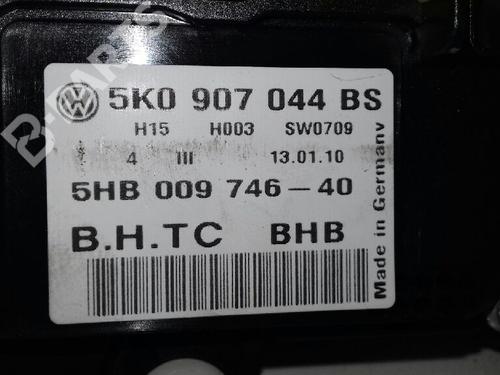 5K0 907 044 BS
H15 H003 SW0709
4 III 13.01.10
5HB 009 746-40
B.H.TC BHB
Made in Germany
B-PARTS